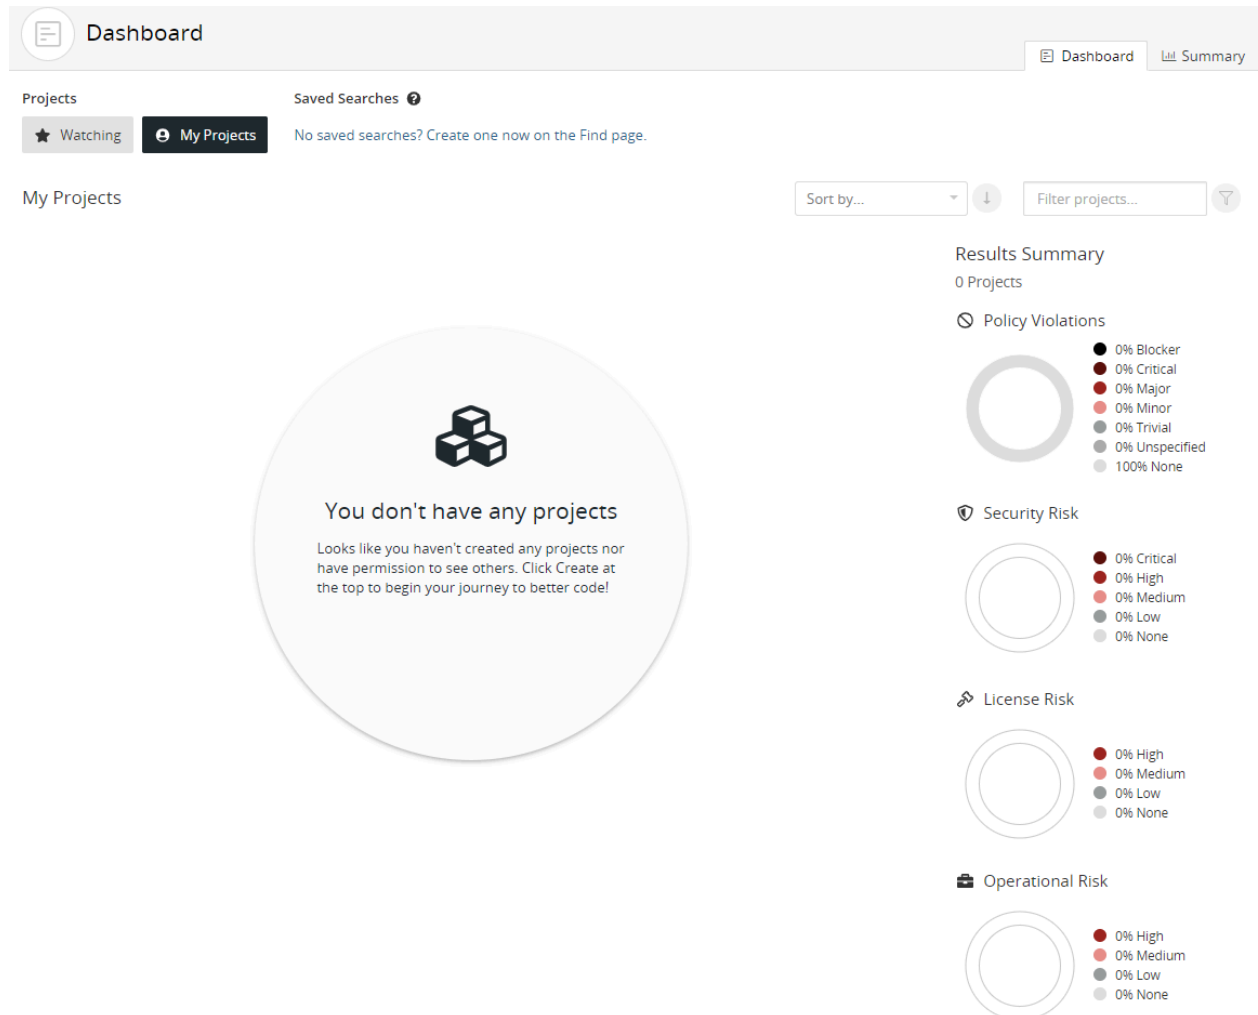 Dashboard
Dashboard
Summary
Projects
Saved Searches
Watching
My Projects
No saved searches? Create one now on the Find page.
My Projects
Sort by...
Filter projects...
Results Summary
0 Projects
Policy Violations
0% Blocker
0% Critical
0% Major
0% Minor
0% Trivial
0% Unspecified
100% None
You don't have any projects
Looks like you haven't created any projects nor
have permission to see others. Click Create at
the top to begin your journey to better code!
Security Risk
0% Critical
0% High
0% Medium
0% Low
0% None
License Risk
0% High
0% Medium
0% Low
0% None
Operational Risk
0% High
0% Medium
0% Low
0% None